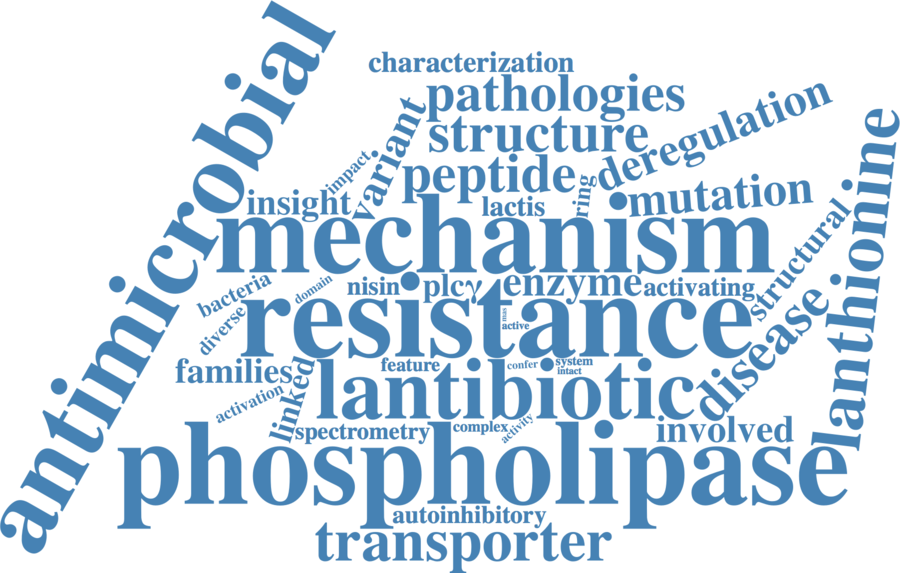 antimicrobial
characterization
pathologies
structure
variant
impact
peptide
deregulation
ring
mutation
insight
lactis
mechanism
lanthionine
structural
bacteria
domain
nisin
plcγ
enzyme
activating
diverse
resistance
mas
active
disease
families
feature
confer
system
intact
linked
lantibiotic
activation
spectrometry
complex
activity
involved
phospholipase
autoinhibitory
transporter